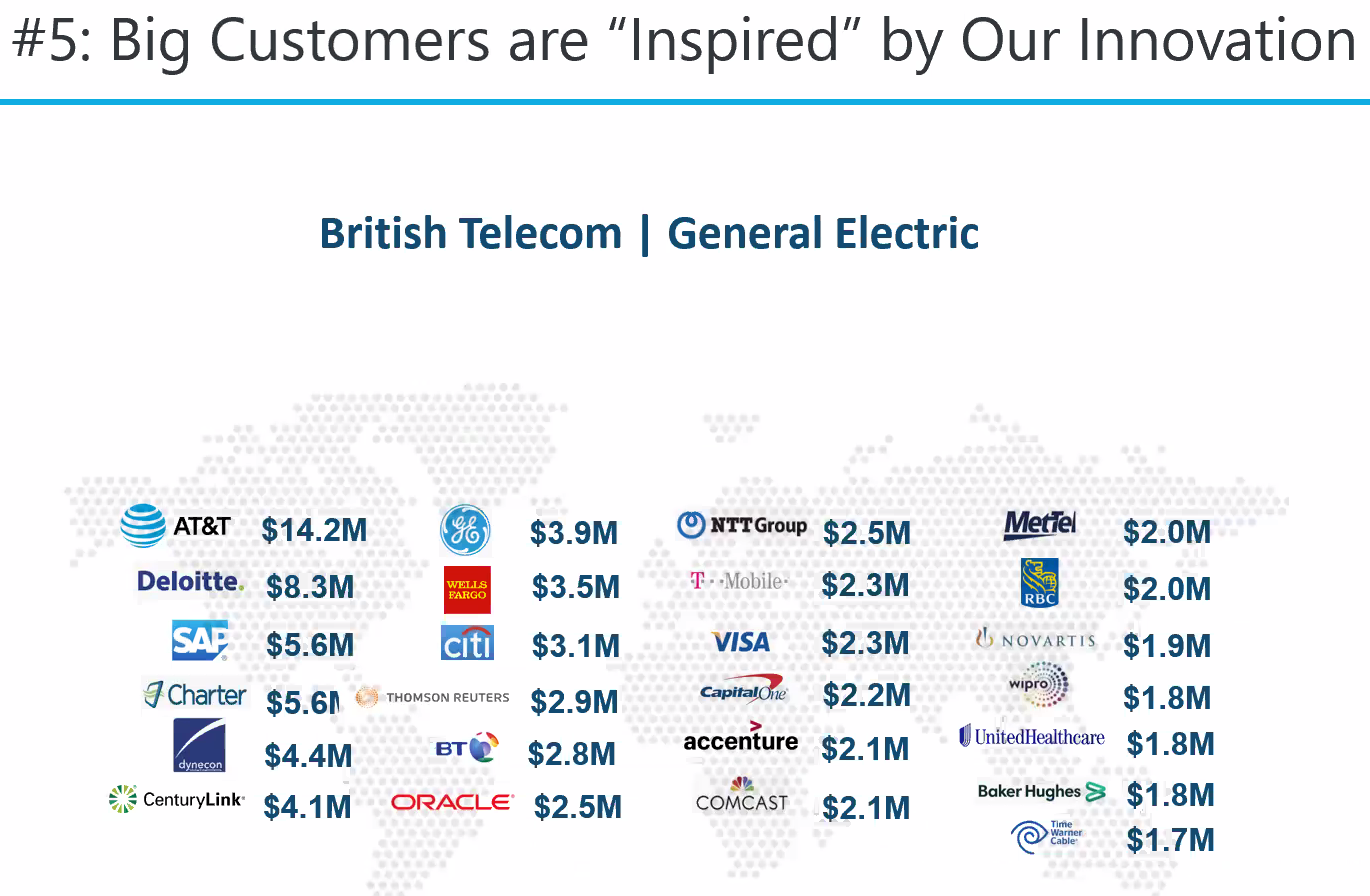 #5: Big Customers are “Inspired” by Our Innovation
British Telecom | General Electric
AT&T $14.2M
Deloitte. $8.3M
SAP $5.6M
Charter $5.6M
dynecon $4.4M
CenturyLink $4.1M
GE $3.9M
WELLS FARGO $3.5M
citi $3.1M
THOMSON REUTERS $2.9M
BT $2.8M
ORACLE $2.5M
NTT Group $2.5M
T··Mobile· $2.3M
VISA $2.3M
Capital One $2.2M
accenture $2.1M
COMCAST $2.1M
MetTel $2.0M
RBC $2.0M
NOVARTIS $1.9M
wipro $1.8M
UnitedHealthcare $1.8M
Baker Hughes $1.8M
Time Warner Cable $1.7M